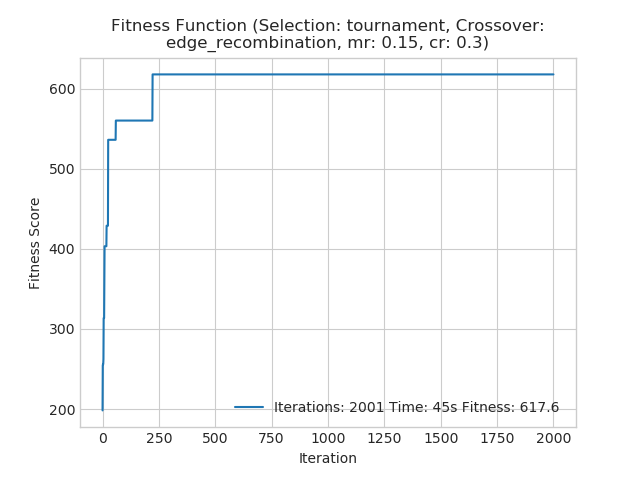 Fitness Function (Selection: tournament, Crossover:
edge_recombination, mr: 0.15, cr: 0.3)
600
500
400
300
200
Fitness Score
Iterations: 2001 Time: 45s Fitness: 617.6
0 250 500 750 1000 1250 1500 1750 2000
Iteration